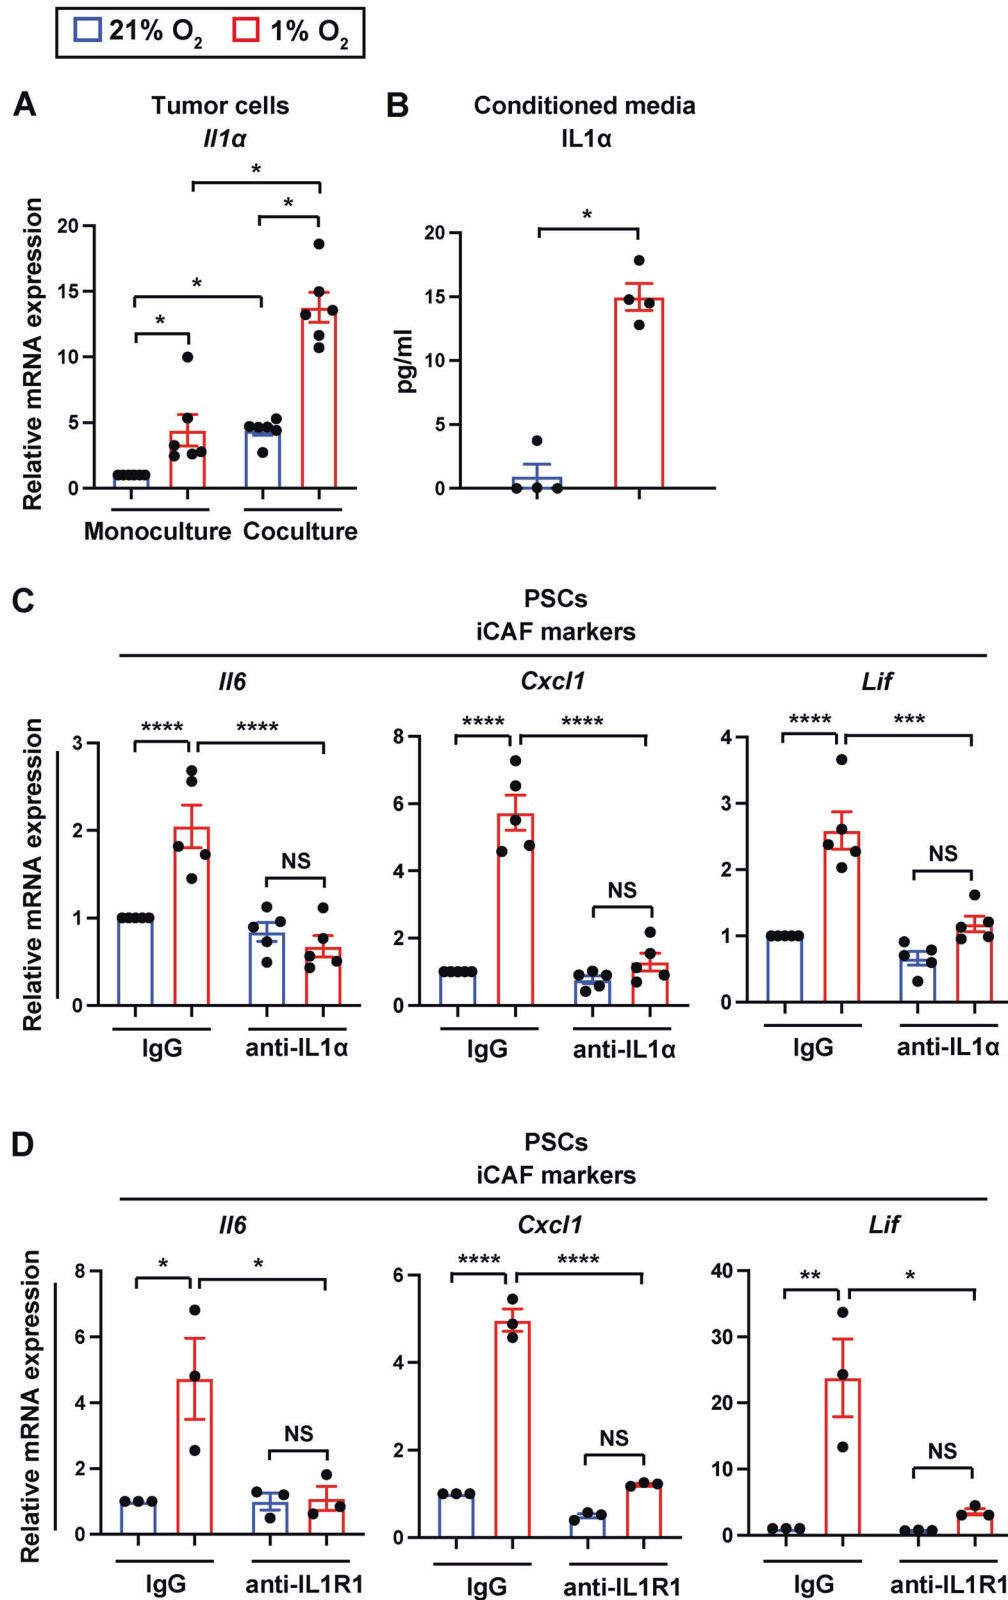 21% O₂ 1% O₂
A Tumor cells
Il1α
Relative mRNA expression
20
15
10
5
0
*
*
*
*
Monoculture Coculture
B Conditioned media
IL1α
pg/ml
20
15
10
5
0
*
C PSCs
iCAF markers
Relative mRNA expression
Il6
3
2
1
0
**** ****
NS
IgG anti-IL1α
Cxcl1
8
6
4
2
0
**** ****
NS
IgG anti-IL1α
Lif
4
3
2
1
0
**** ***
NS
IgG anti-IL1α
D PSCs
iCAF markers
Relative mRNA expression
Il6
8
6
4
2
0
* *
NS
IgG anti-IL1R1
Cxcl1
6
4
2
0
**** ****
NS
IgG anti-IL1R1
Lif
40
30
20
10
0
** *
NS
IgG anti-IL1R1